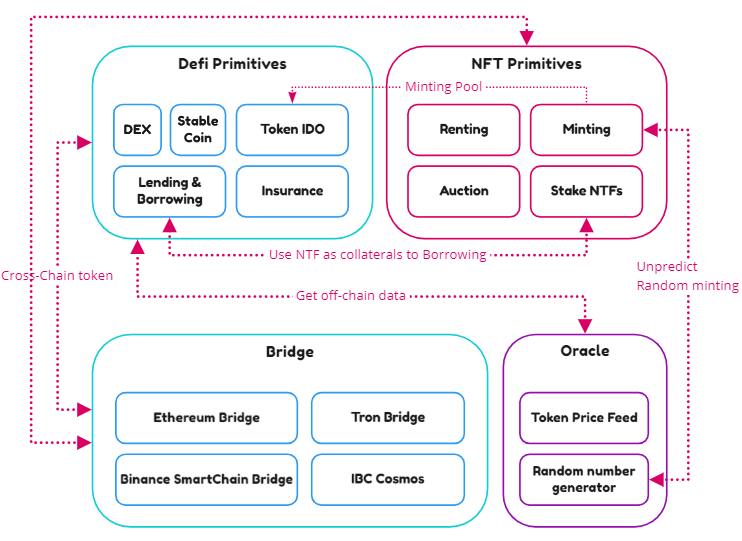 Defi Primitives
NFT Primitives
Minting Pool
DEX
Stable
Coin
Token IDO
Renting
Minting
Lending &
Borrowing
Insurance
Auction
Stake NTFs
Use NTF as collaterals to Borrowing
Cross-Chain token
Unpredict
Random minting
Get off-chain data
Bridge
Oracle
Ethereum Bridge
Tron Bridge
Token Price Feed
Binance SmartChain Bridge
IBC Cosmos
Random number
generator